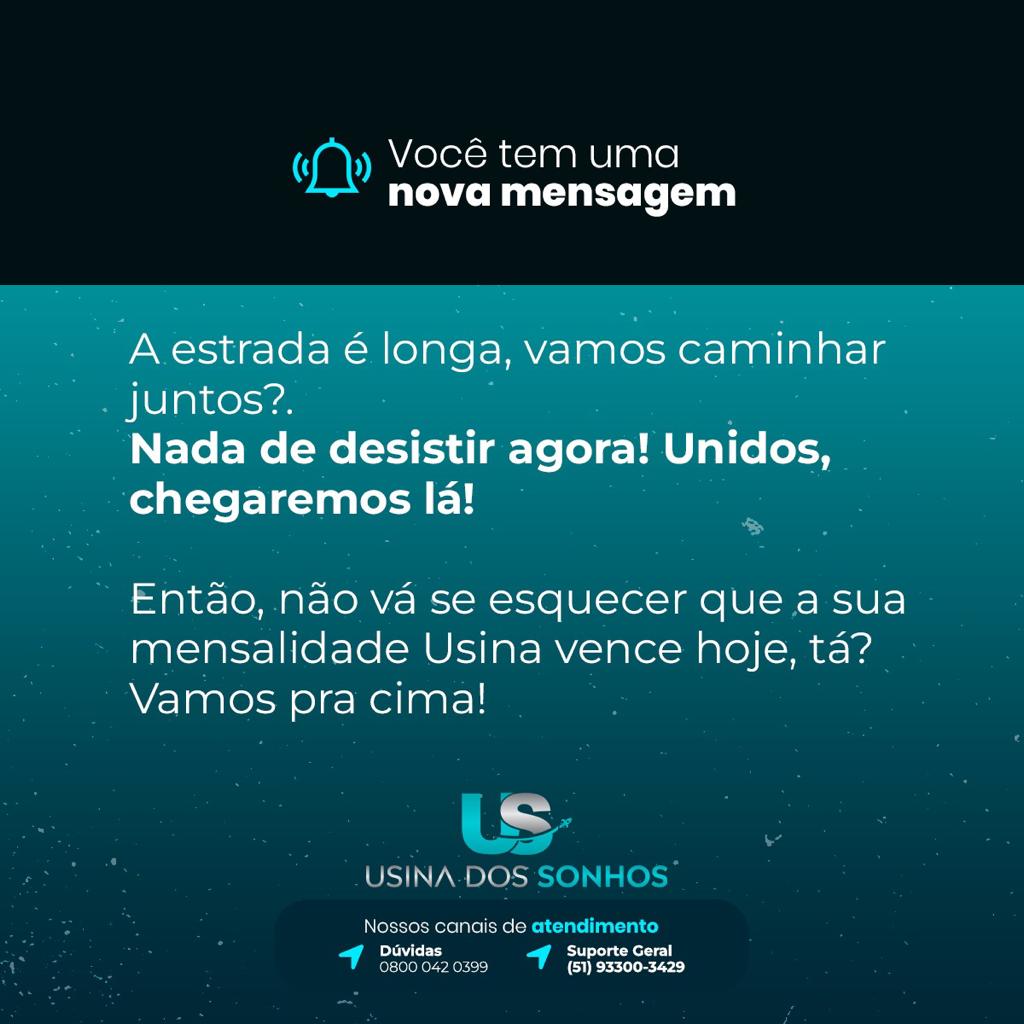 Você tem uma
nova mensagem
A estrada é longa, vamos caminhar
juntos?.
Nada de desistir agora! Unidos,
chegaremos lá!
Então, não vá se esquecer que a sua
mensalidade Usina vence hoje, tá?
Vamos pra cima!
US
USINA DOS SONHOS
Nossos canais de atendimento
Dúvidas
0800 042 0399
Suporte Geral
(51) 93300-3429